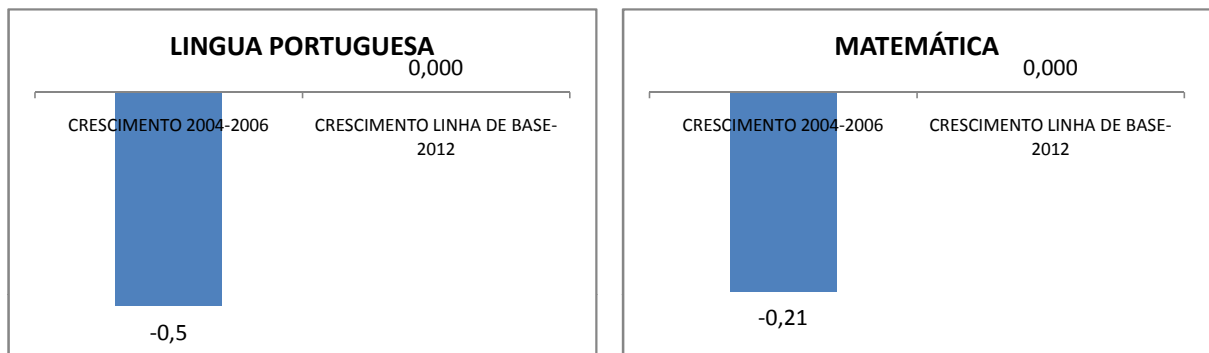 LINGUA PORTUGUESA
0,000
CRESCIMENTO 2004-2006
CRESCIMENTO LINHA DE BASE-
2012
-0,5
MATEMÁTICA
0,000
CRESCIMENTO 2004-2006
CRESCIMENTO LINHA DE BASE-
2012
-0,21